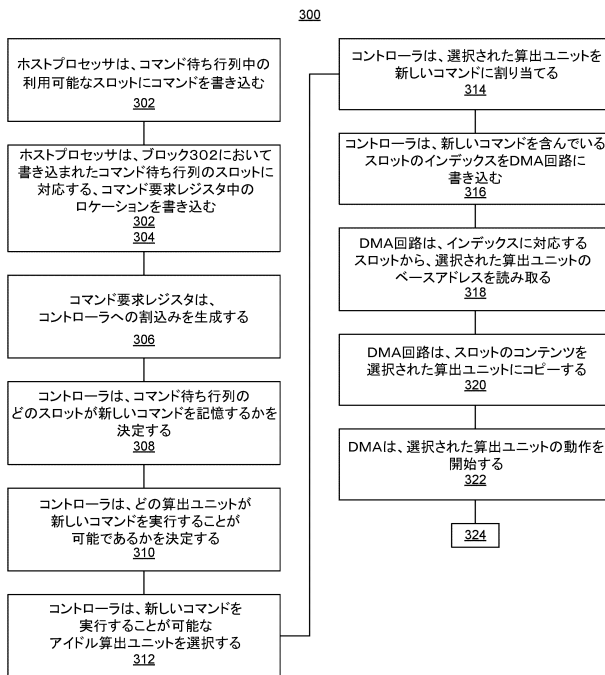 300
ホストプロセッサは、コマンド待ち行列中の
利用可能なスロットにコマンドを書き込む
302
ホストプロセッサは、ブロック302において
書き込まれたコマンド待ち行列のスロットに
対応する、コマンド要求レジスタ中の
ロケーションを書き込む
302
304
コマンド要求レジスタは、
コントローラへの割込みを生成する
306
コントローラは、コマンド待ち行列の
どのスロットが新しいコマンドを記憶するかを
決定する
308
コントローラは、どの算出ユニットが
新しいコマンドを実行することが
可能であるかを決定する
310
コントローラは、新しいコマンドを
実行することが可能な
アイドル算出ユニットを選択する
312
コントローラは、選択された算出ユニットを
新しいコマンドに割り当てる
314
コントローラは、新しいコマンドを含んでいる
スロットのインデックスをDMA回路に
書き込む
316
DMA回路は、インデックスに対応する
スロットから、選択された算出ユニットの
ベースアドレスを読み取る
318
DMA回路は、スロットのコンテンツを
選択された算出ユニットにコピーする
320
DMAは、選択された算出ユニットの動作を
開始する
322
324